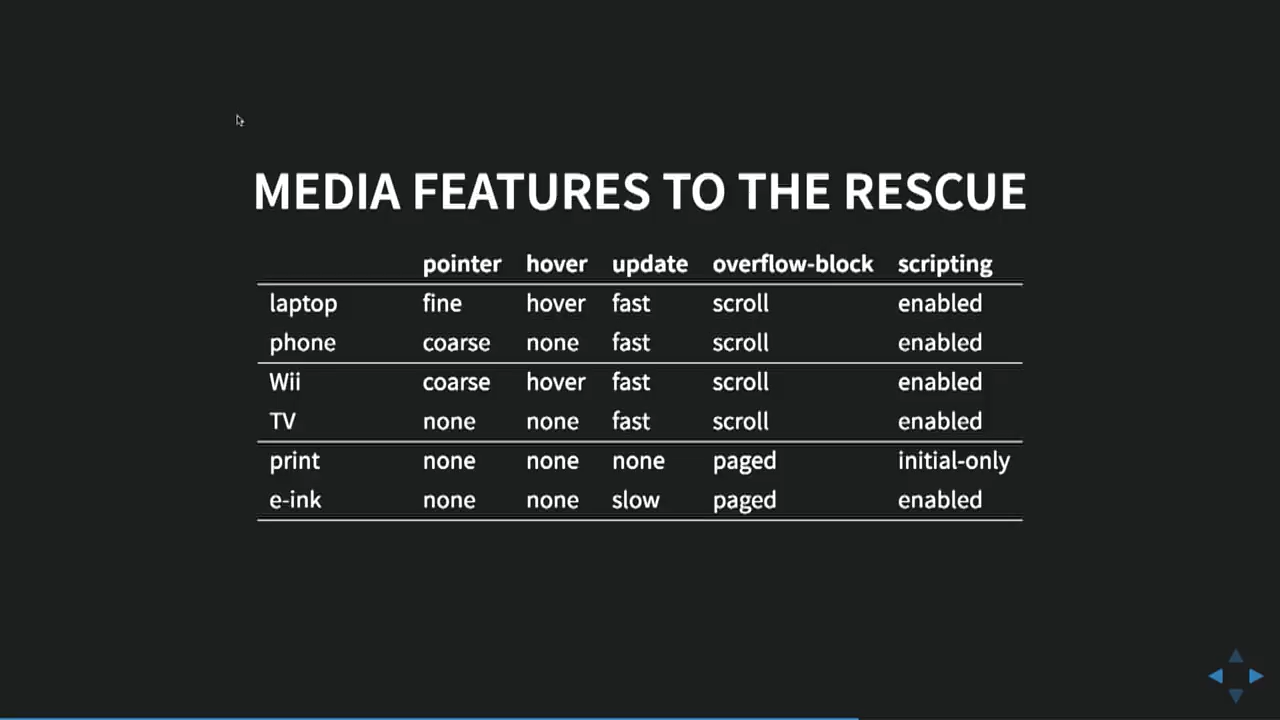 MEDIA FEATURES TO THE RESCUE
pointer hover update overflow-block scripting
laptop fine hover fast scroll enabled
phone coarse none fast scroll enabled
Wii coarse hover fast scroll enabled
TV none none fast scroll enabled
print none none none paged initial-only
e-ink none none slow paged enabled